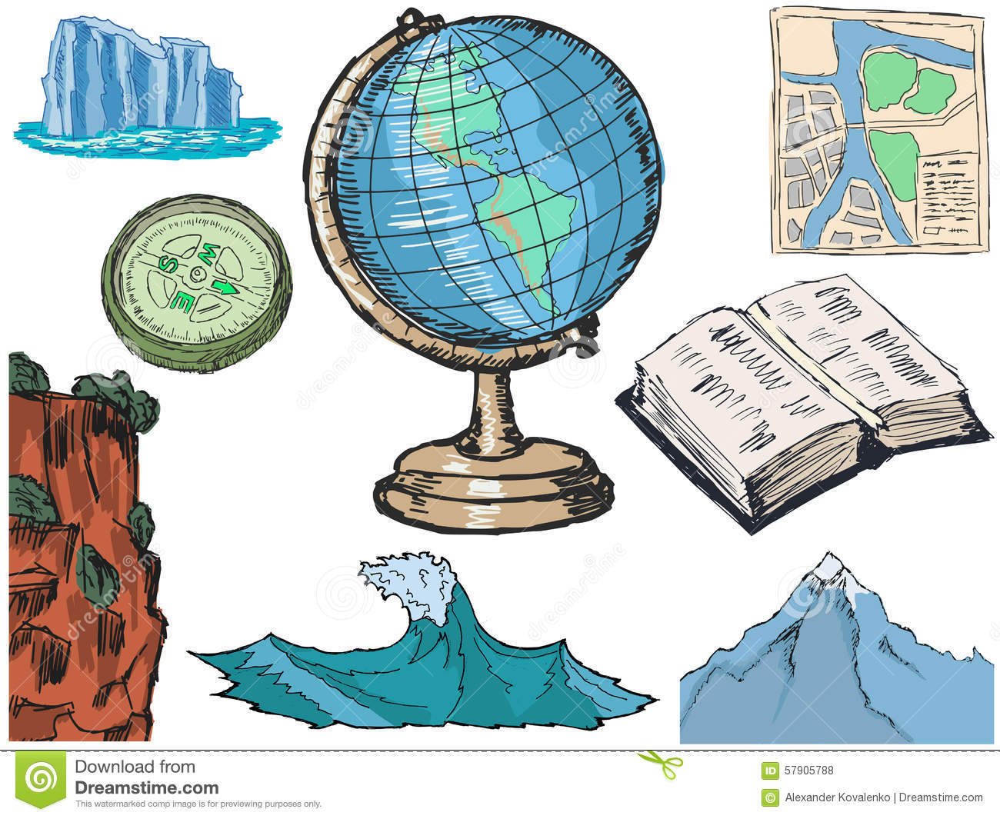 W
S
E
dreamstime
Download from
Dreamstime.com
This watermarked comp image is for previewing purposes only.
ID 57905788
© Alexander Kovalenko | Dreamstime.com